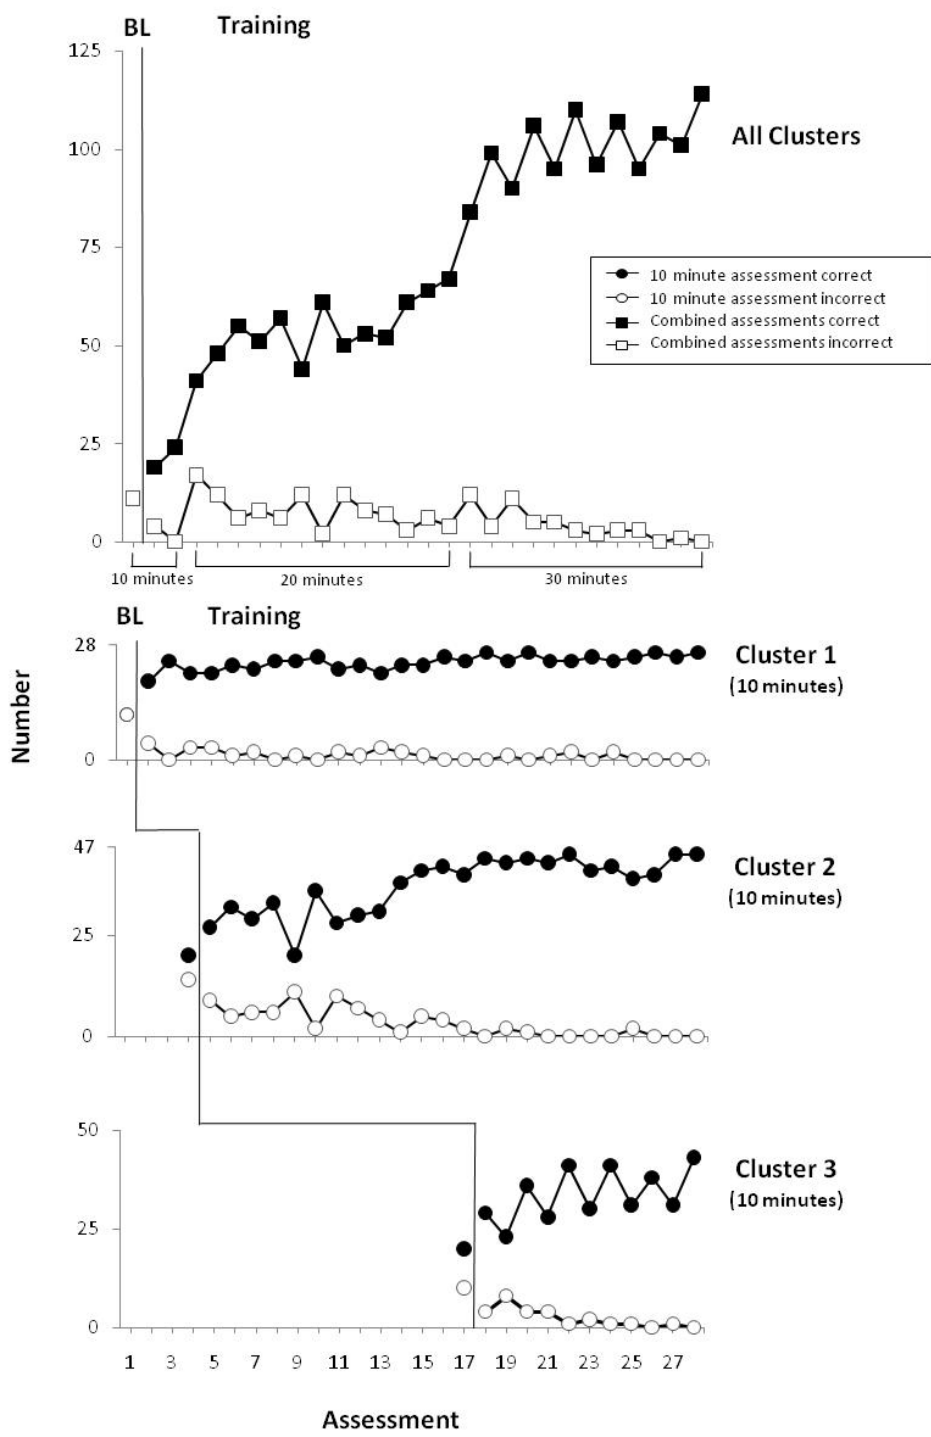 BL Training
125
100
75
50
25
0
All Clusters
10 minute assessment correct
10 minute assessment incorrect
Combined assessments correct
Combined assessments incorrect
10 minutes 20 minutes 30 minutes
BL Training
Number
28
0
Cluster 1
(10 minutes)
47
25
0
Cluster 2
(10 minutes)
50
25
0
Cluster 3
(10 minutes)
1 3 5 7 9 11 13 15 17 19 21 23 25 27
Assessment